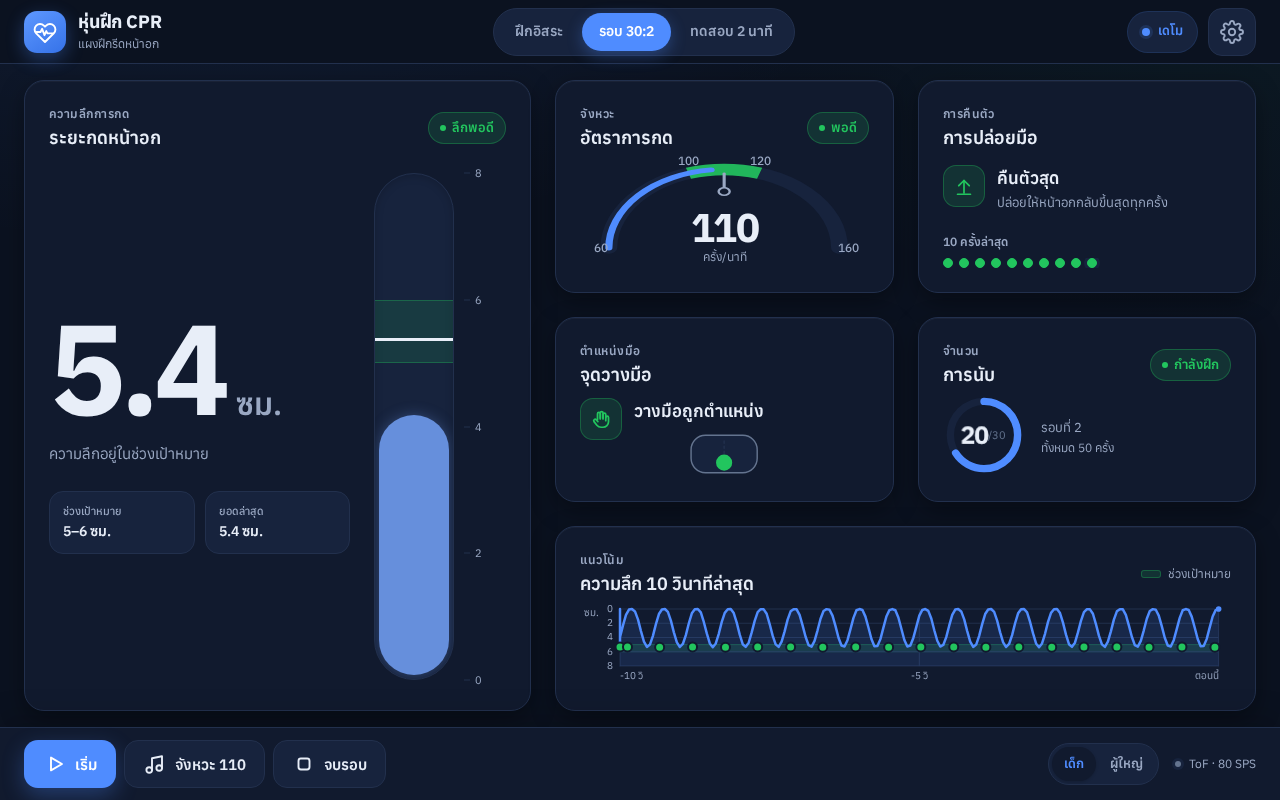 หุ่นฝึก CPR
แผงฝึกรีดหน้าอก
ฝึกอิสระ
รอบ 30:2
ทดสอบ 2 นาที
เดโม
ความลึกการกด
ระยะกดหน้าอก
ลึกพอดี
5.4 ซม.
ความลึกอยู่ในช่วงเป้าหมาย
ช่วงเป้าหมาย
5–6 ซม.
ยอดล่าสุด
5.4 ซม.
8
6
4
2
0
จังหวะ
อัตราการกด
พอดี
100
120
60
160
110
ครั้ง/นาที
การคืนตัว
การปล่อยมือ
คืนตัวสุด
ปล่อยให้หน้าอกกลับขึ้นสุดทุกครั้ง
10 ครั้งล่าสุด
ตำแหน่งมือ
จุดวางมือ
วางมือถูกตำแหน่ง
จำนวน
การนับ
กำลังฝึก
20/30
รอบที่ 2
ทั้งหมด 50 ครั้ง
แนวโน้ม
ความลึก 10 วินาทีล่าสุด
ช่วงเป้าหมาย
ซม.
0
2
4
6
8
-10 วิ
-5 วิ
ตอนนี้
เริ่ม
จังหวะ 110
จบรอบ
เด็ก
ผู้ใหญ่
ToF · 80 SPS